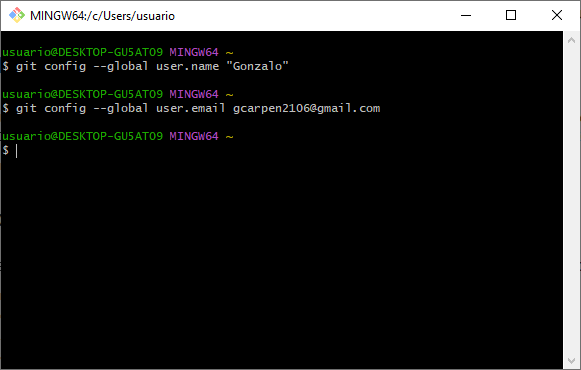 MINGW64:/c/Users/usuario
usuario@DESKTOP-GU5AT09 MINGW64 ~
$ git config --global user.name "Gonzalo"
usuario@DESKTOP-GU5AT09 MINGW64 ~
$ git config --global user.email gcarpen2106@gmail.com
usuario@DESKTOP-GU5AT09 MINGW64 ~
$